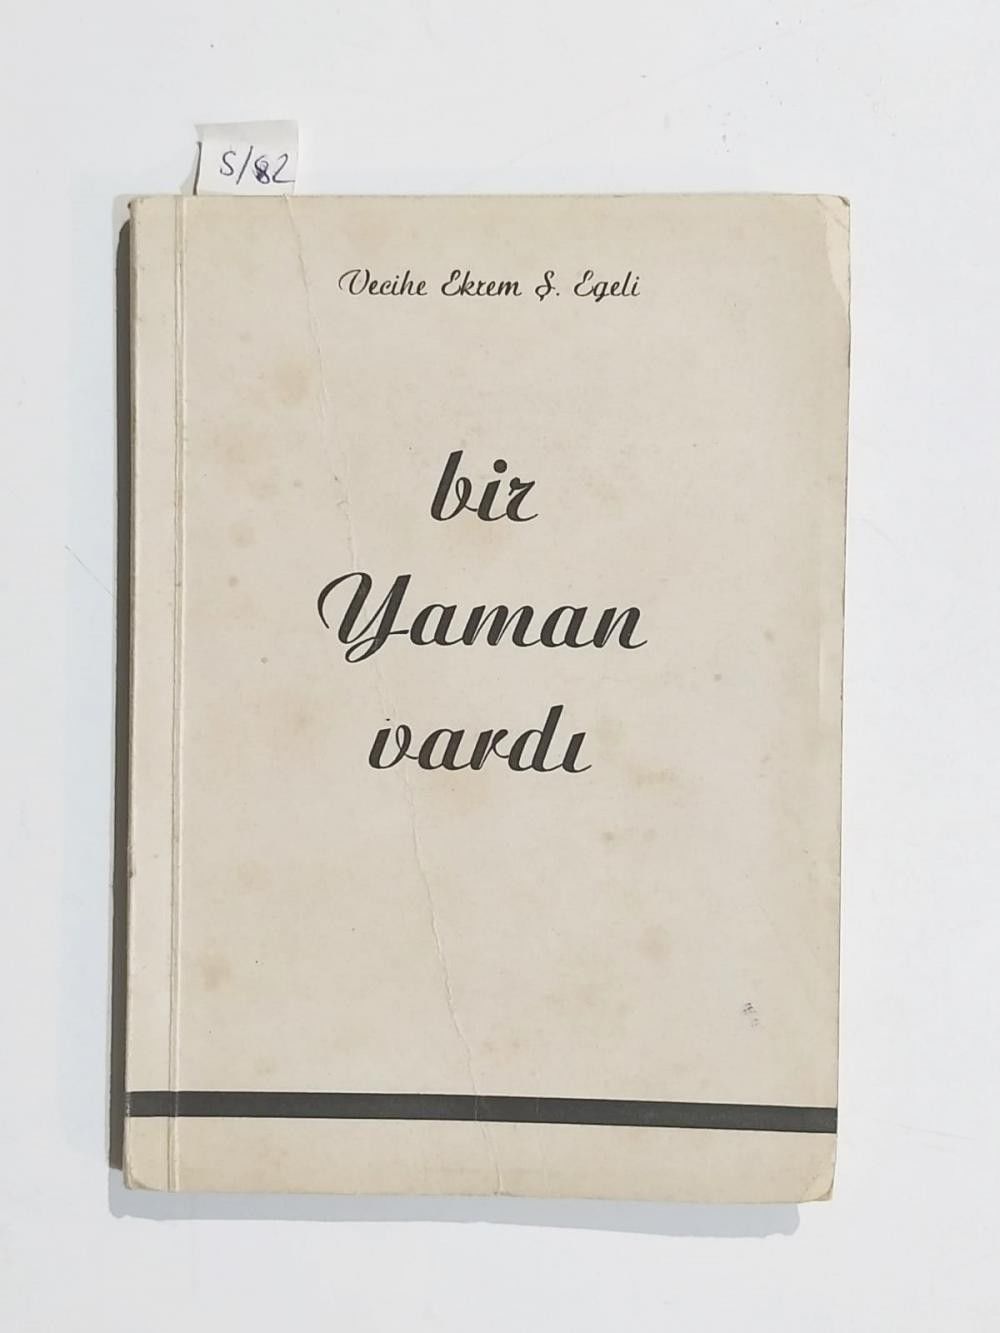 S/82
Vecihe Ekrem Ş. Egeli
bir
Yaman
vardı